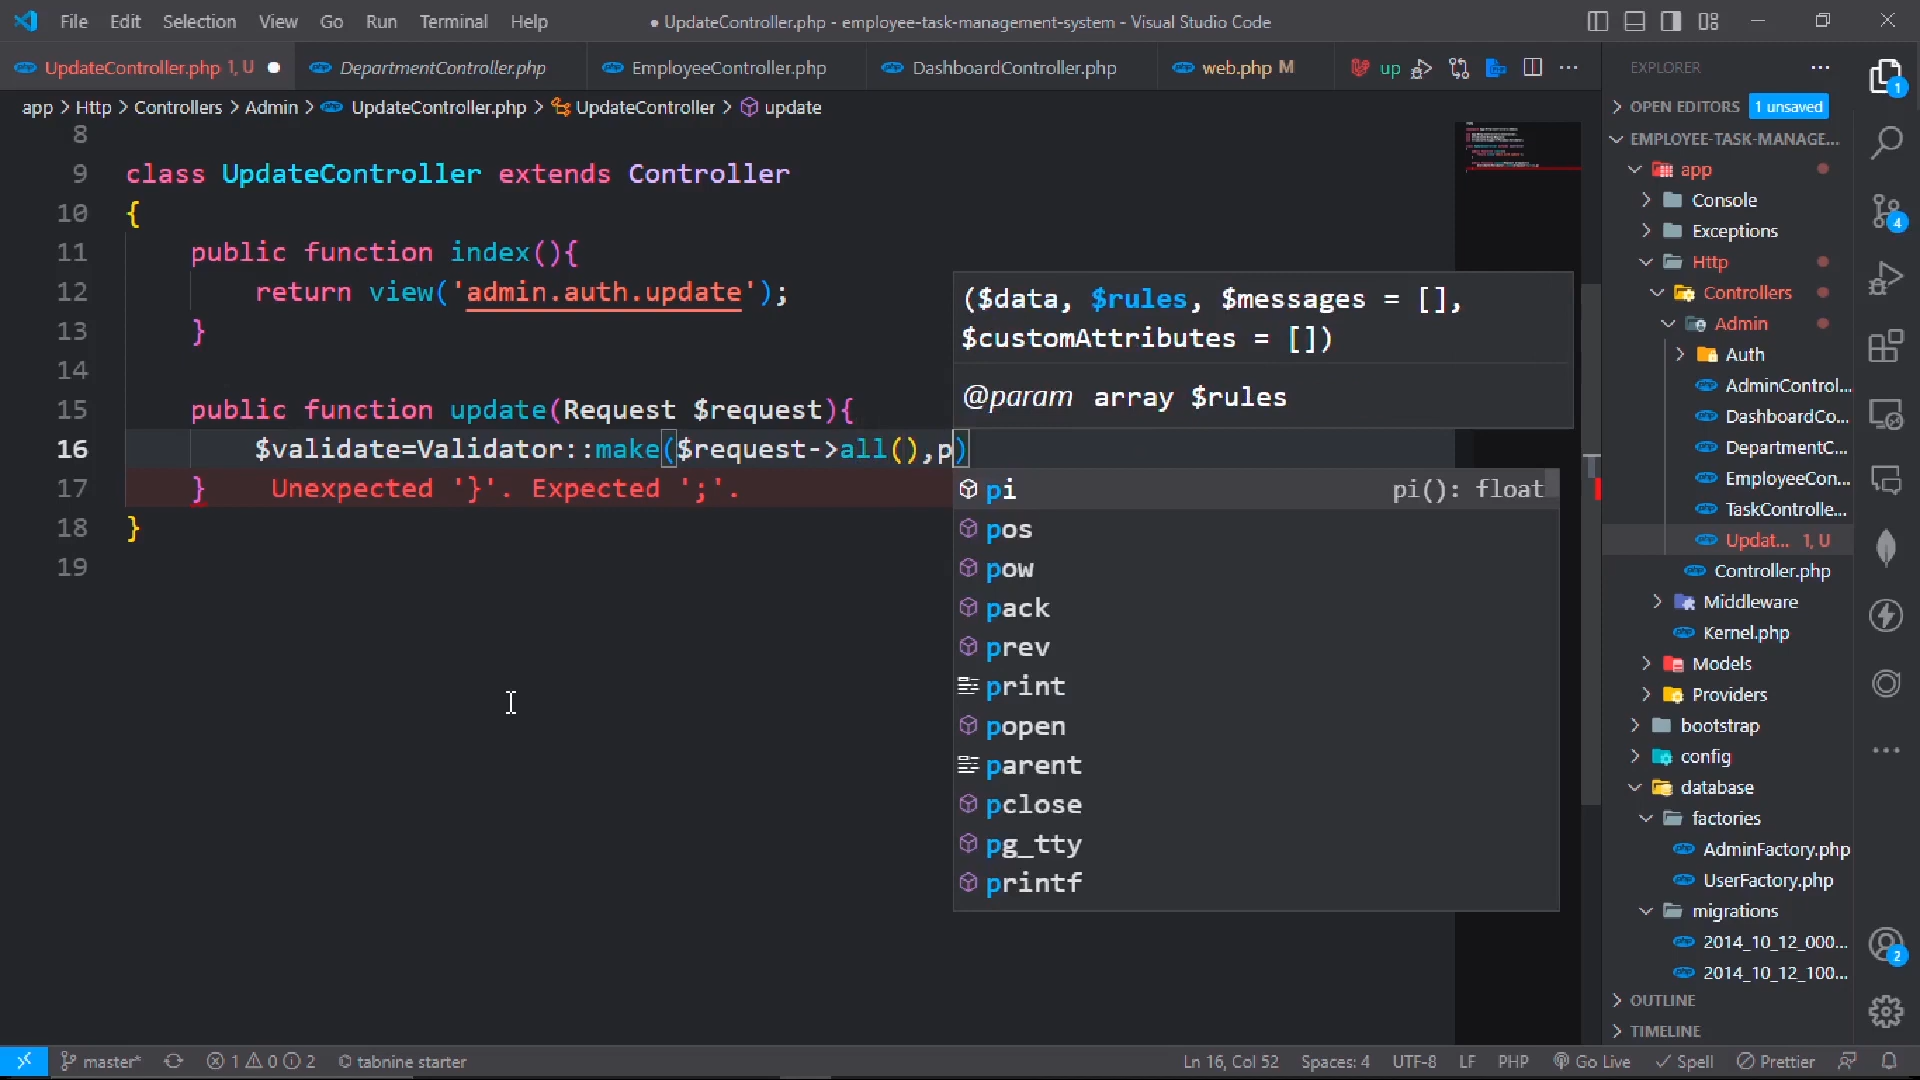 File Edit Selection View Go Run Terminal Help
● UpdateController.php - employee-task-management-system - Visual Studio Code
UpdateController.php 1, U
DepartmentController.php
EmployeeController.php
DashboardController.php
web.php M
up
app > Http > Controllers > Admin > UpdateController.php > UpdateController > update
8
9 class UpdateController extends Controller
10 {
11 public function index(){
12 return view('admin.auth.update');
13 }
14
15 public function update(Request $request){
16 $validate=Validator::make($request->all(),p)
17 } Unexpected '}'. Expected ';'.
18 }
19
($data, $rules, $messages = [],
$customAttributes = [])
@param array $rules
pi pi(): float
pos
pow
pack
prev
print
popen
parent
pclose
pg_tty
printf
EXPLORER
OPEN EDITORS 1 unsaved
EMPLOYEE-TASK-MANAGE...
app
Console
Exceptions
Http
Controllers
Admin
Auth
AdminControl...
DashboardCo...
DepartmentC...
EmployeeCon...
TaskControlle...
Updat... 1, U
Controller.php
Middleware
Kernel.php
Models
Providers
bootstrap
config
database
factories
AdminFactory.php
UserFactory.php
migrations
2014_10_12_000...
2014_10_12_100...
OUTLINE
TIMELINE
1
4
2
master* 1 0 2 tabnine starter
Ln 16, Col 52 Spaces: 4 UTF-8 LF PHP Go Live Spell Prettier